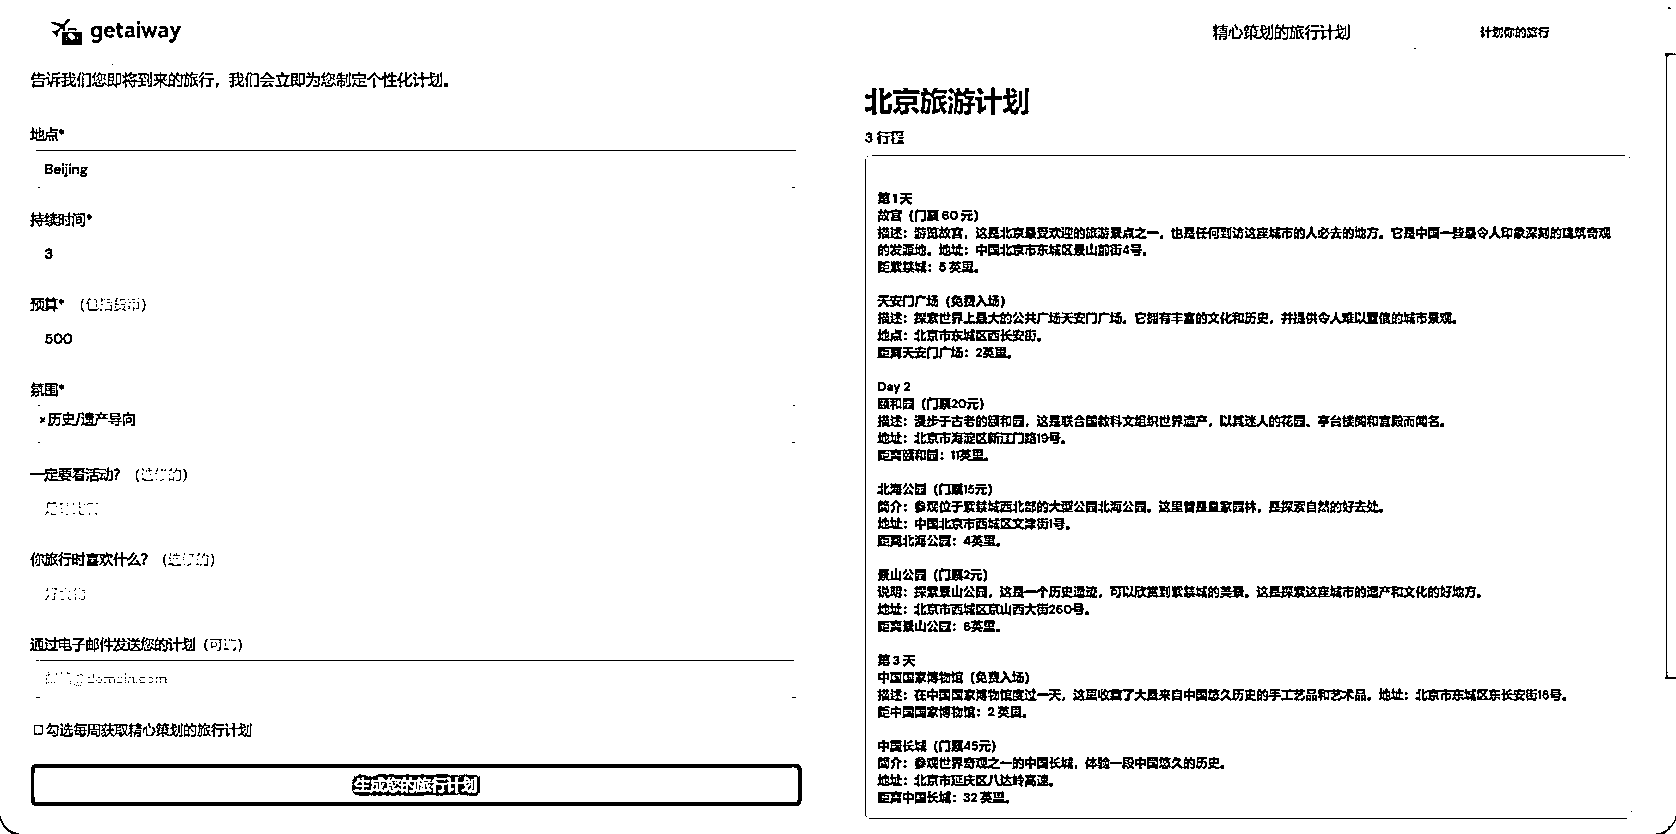 getaiway
精心策划的旅行计划
计划你的旅行
告诉我们您即将到来的旅行，我们会立即为您制定个性化计划。
地点*
Beijing
持续时间*
3
预算* （包括货币）
500
氛围*
×历史/遗产导向
一定要看活动？
你旅行时喜欢什么？
通过电子邮件发送您的计划（可选）
@domain.com
勾选每周获取精心策划的旅行计划
生成您的旅行计划
北京旅游计划
3 行程
第 1 天
故宫（门票 60 元）
描述：游览故宫，这是北京最受欢迎的旅游景点之一，也是任何到访这座城市的人必去的地方。它是中国一些最令人印象深刻的建筑奇观
的发源地。地址：中国北京市东城区景山前街4号。
距紫禁城：5 英里。
天安门广场（免费入场）
描述：探索世界上最大的公共广场天安门广场。它拥有丰富的文化和历史，并提供令人难以置信的城市景观。
地点：北京市东城区西长安街。
距离天安门广场：2英里。
Day 2
颐和园（门票20元）
描述：漫步于古老的颐和园，这是联合国教科文组织世界遗产，以其迷人的花园、亭台楼阁和宫殿而闻名。
地址：北京市海淀区新江门路19号。
距离颐和园：11英里。
北海公园（门票15元）
简介：参观位于紫禁城西北部的大型公园北海公园。这里曾是皇家园林，是探索自然的好去处。
地址：中国北京市西城区文津街1号。
距离北海公园：4英里。
景山公园（门票2元）
说明：探索景山公园，这是一个历史遗迹，可以欣赏到紫禁城的美景。这是探索这座城市的遗产和文化的好地方。
地址：北京市西城区京山西大街260号。
距离景山公园：6英里。
第 3 天
中国国家博物馆（免费入场）
描述：在中国国家博物馆度过一天，这里收藏了大量来自中国悠久历史的手工艺品和艺术品。地址：北京市东城区东长安街16号。
距中国国家博物馆：2 英里。
中国长城（门票45元）
简介：参观世界奇观之一的中国长城，体验一段中国悠久的历史。
地址：北京市延庆区八达岭高速。
距离中国长城：32 英里。